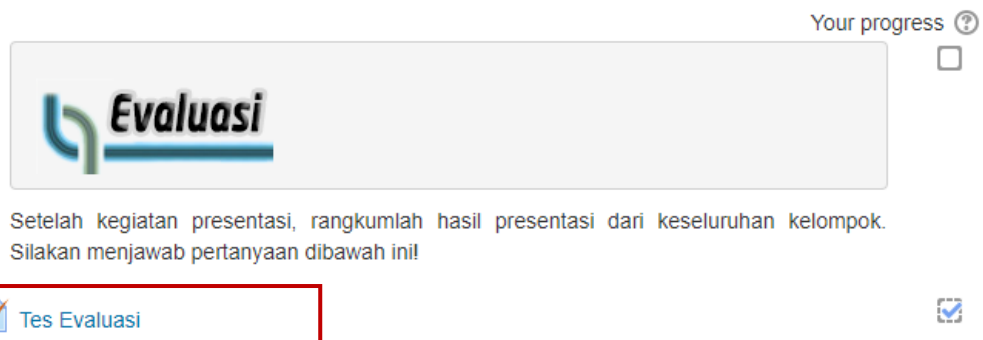 Your progress
Evaluasi
Setelah kegiatan presentasi, rangkumlah hasil presentasi dari keseluruhan kelompok.
Silakan menjawab pertanyaan dibawah ini!
Tes Evaluasi